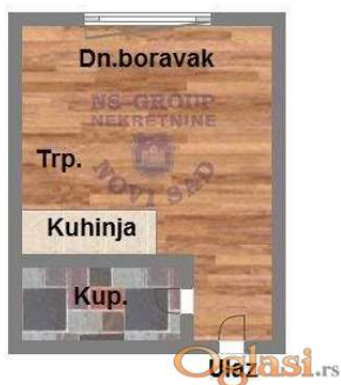 Dn.boravak
NS-GROUP
NEKRETNINE
Trp.
NOVI SAD
Kuhinja
Kup.
Ulaz
Oglasi.rs